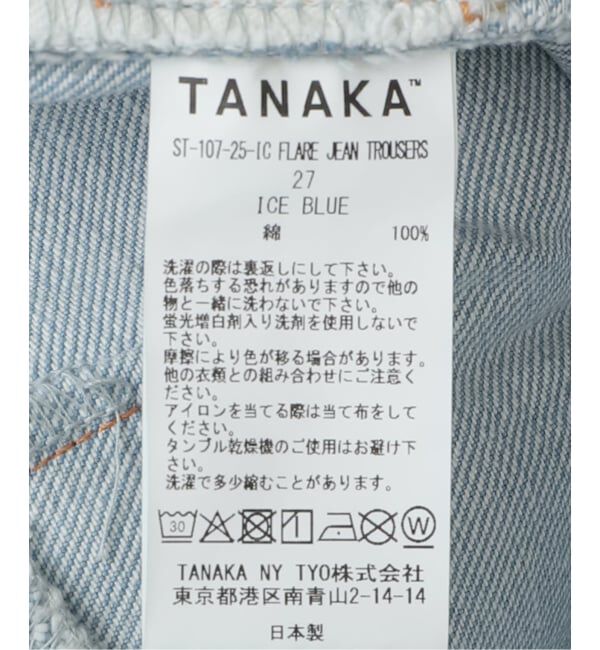 TANAKA™
ST-107-25-IC FLARE JEAN TROUSERS
27
ICE BLUE
綿 100%
洗濯の際は裏返しにして下さい。
色落ちする恐れがありますので他の
物と一緒に洗わないで下さい。
蛍光増白剤入り洗剤を使用しないで
下さい。
摩擦により色が移る場合があります。
他の衣類との組み合わせにご注意く
ださい。
アイロンを当てる際は当て布をして
ください。
タンブル乾燥機のご使用はお避け下
さい。
洗濯で多少縮むことがあります。
30 W
TANAKA NY TYO株式会社
東京都港区南青山2-14-14
日本製